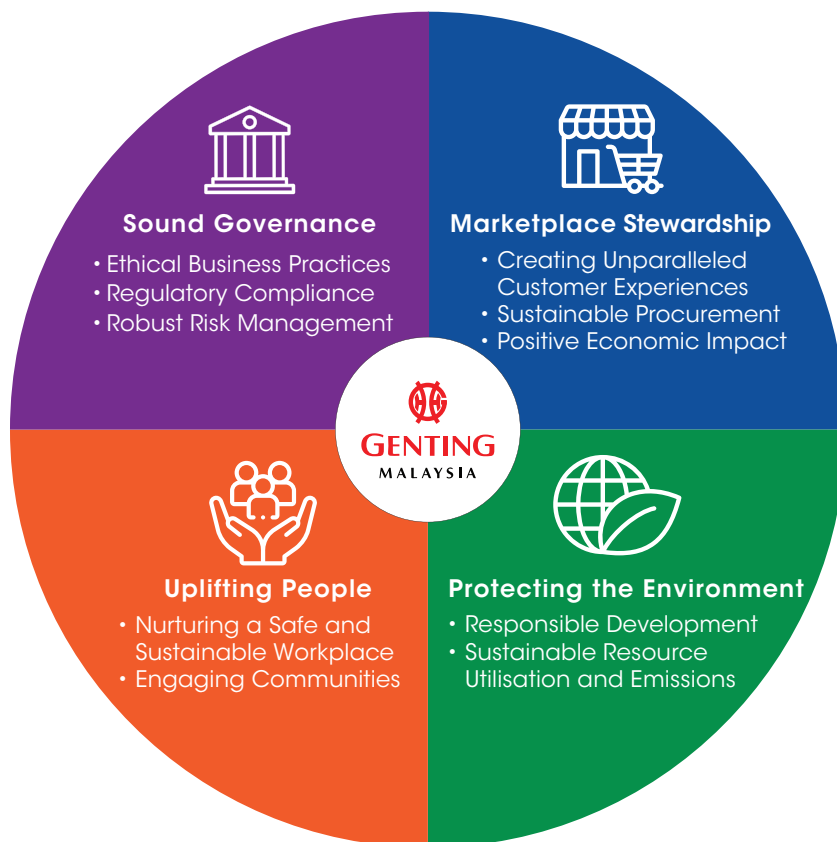 Sound Governance
• Ethical Business Practices
• Regulatory Compliance
• Robust Risk Management
Marketplace Stewardship
• Creating Unparalleled
Customer Experiences
• Sustainable Procurement
• Positive Economic Impact
GENTING
MALAYSIA
Uplifting People
• Nurturing a Safe and
Sustainable Workplace
• Engaging Communities
Protecting the Environment
• Responsible Development
• Sustainable Resource
Utilisation and Emissions